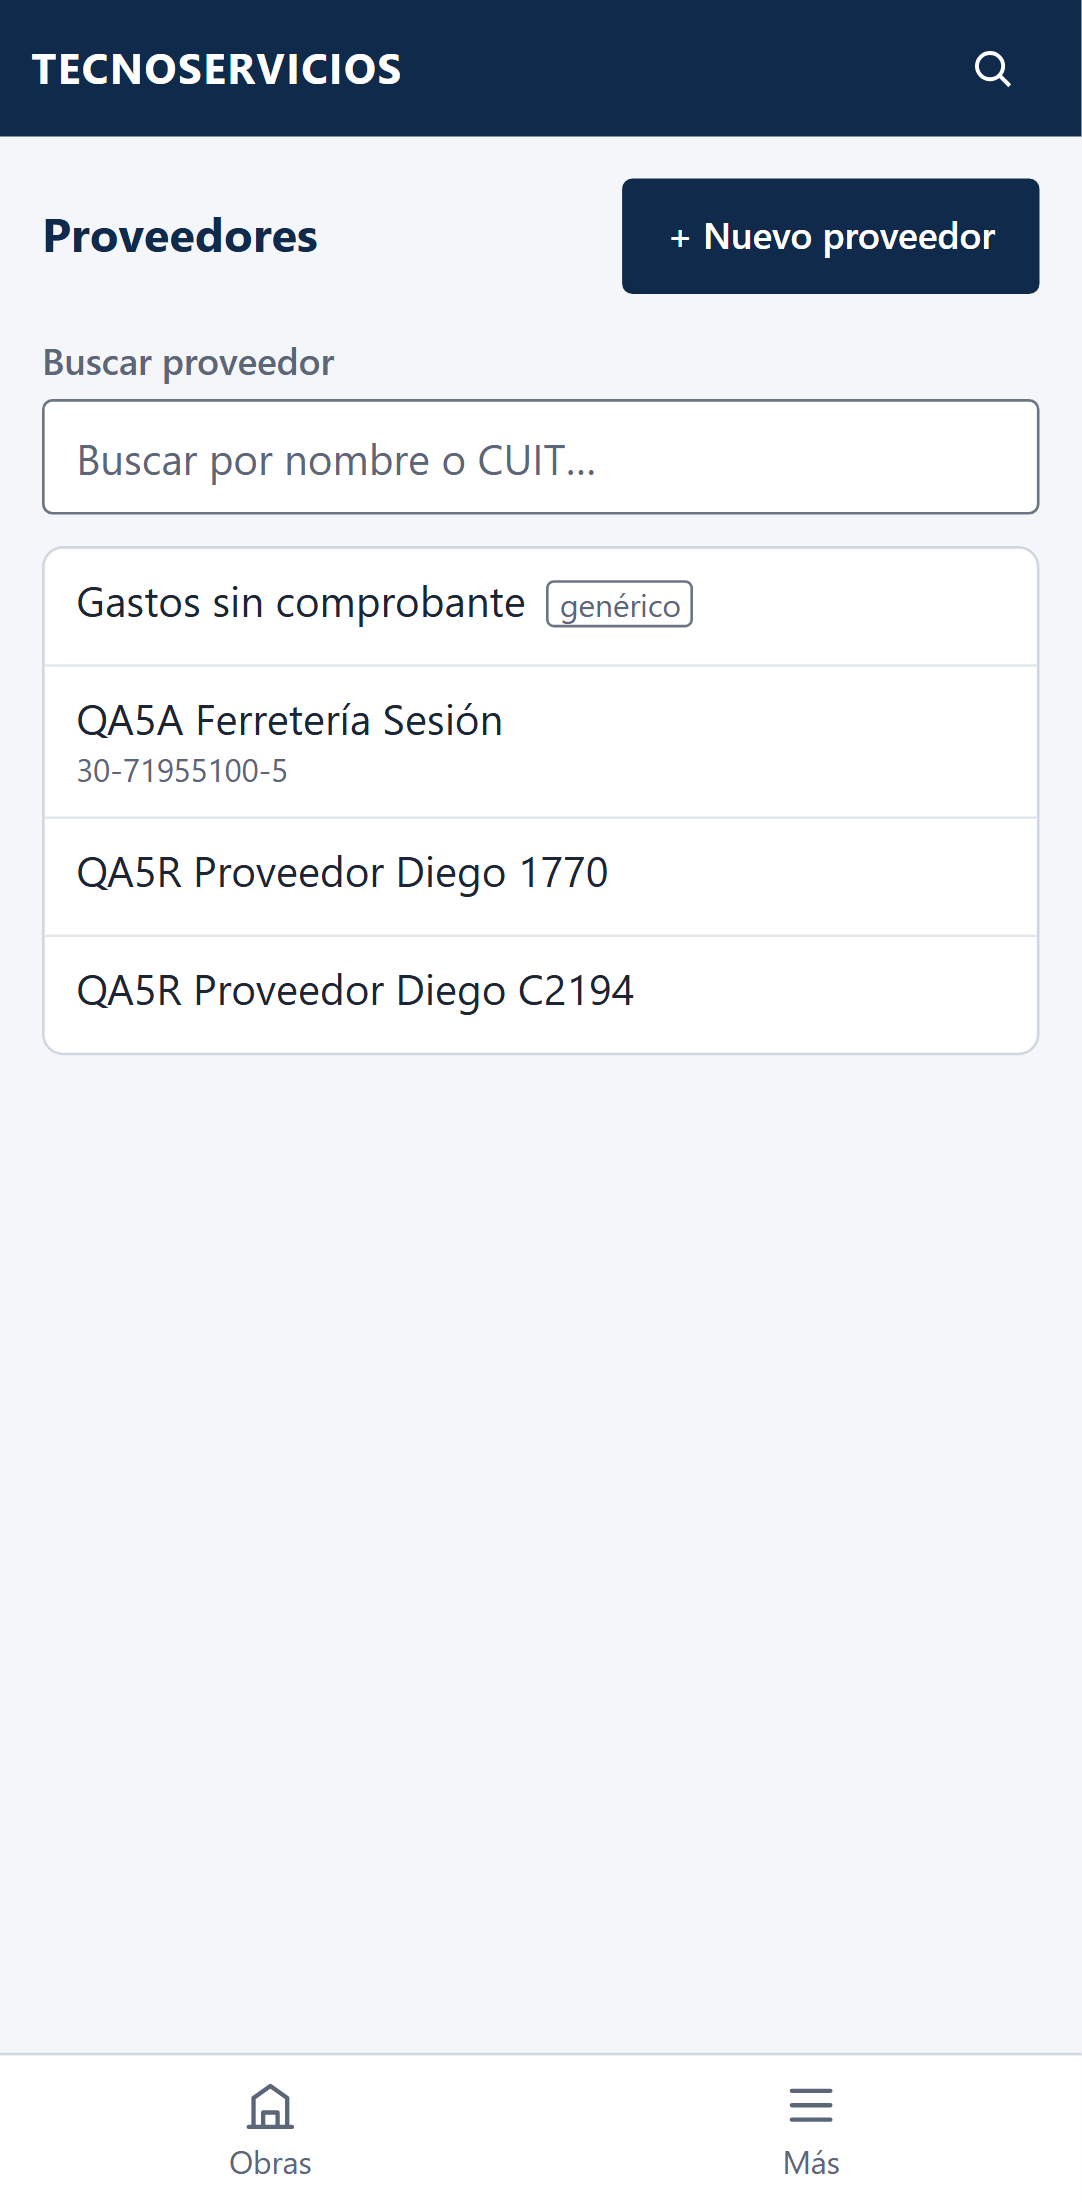 TECNOSERVICIOS
Proveedores
+ Nuevo proveedor
Buscar proveedor
Buscar por nombre o CUIT...
Gastos sin comprobante genérico
QA5A Ferretería Sesión
30-71955100-5
QA5R Proveedor Diego 1770
QA5R Proveedor Diego C2194
Obras
Más